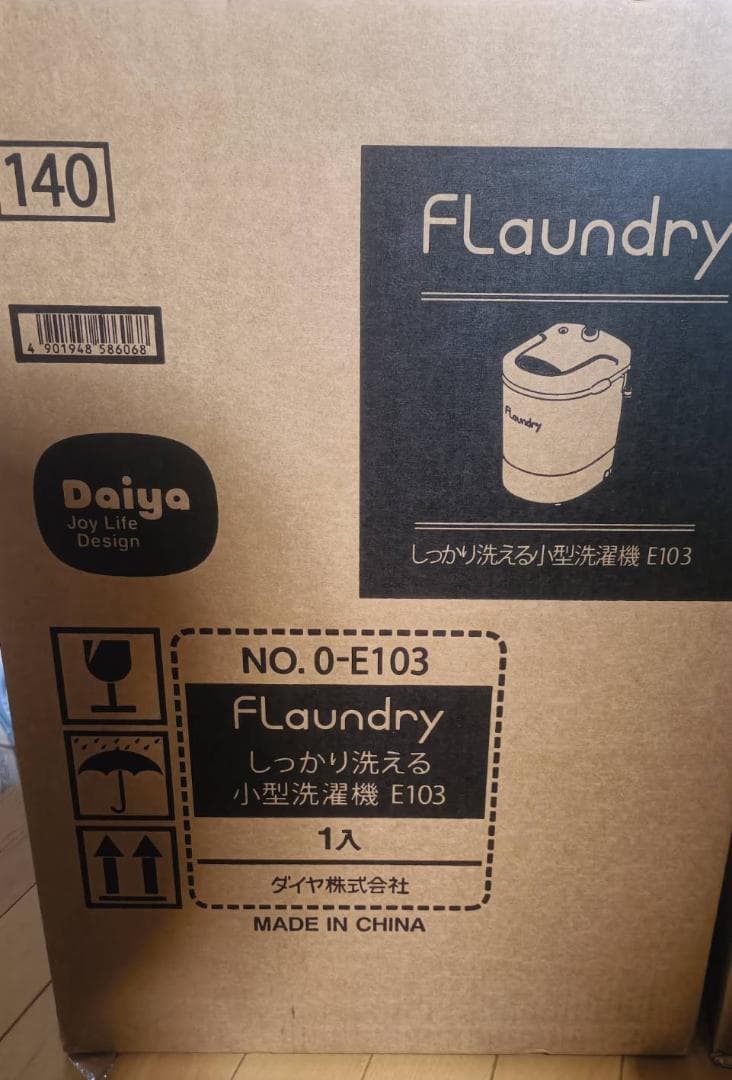 140
FLaundry
4 901948 586068
FLaundry
Daiya
Joy Life
Design
しっかり洗える小型洗濯機 E103
NO. 0-E103
FLaundry
しっかり洗える
小型洗濯機 E103
1入
ダイヤ株式会社
MADE IN CHINA